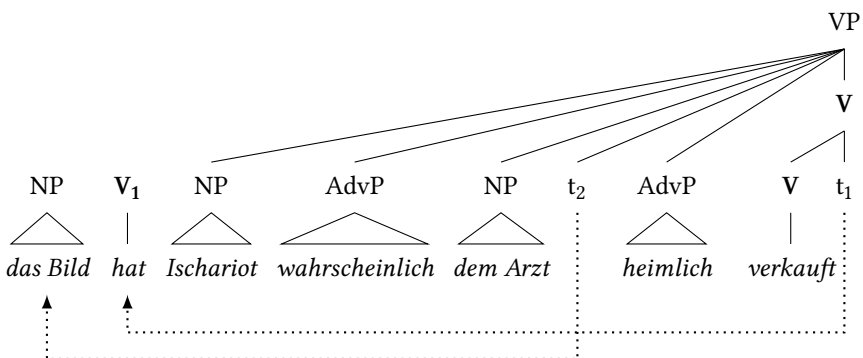 VP
V
NP V₁ NP AdvP NP t₂ AdvP V t₁
das Bild hat Ischariot wahrscheinlich dem Arzt heimlich verkauft